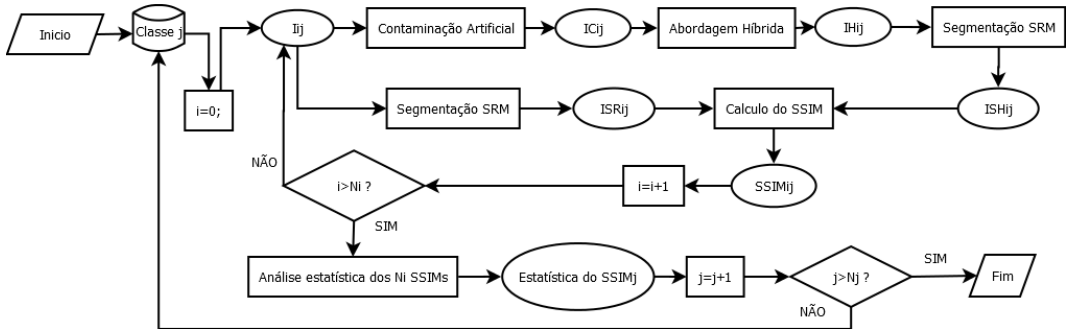 Inicio
Classe j
i=0;
Iij
Contaminação Artificial
ICij
Abordagem Híbrida
IHij
Segmentação SRM
Segmentação SRM
ISRij
Calculo do SSIM
ISHij
NÃO
i>Ni ?
i=i+1
SSIMij
SIM
Análise estatística dos Ni SSIMs
Estatística do SSIMj
j=j+1
j>Nj ?
SIM
Fim
NÃO